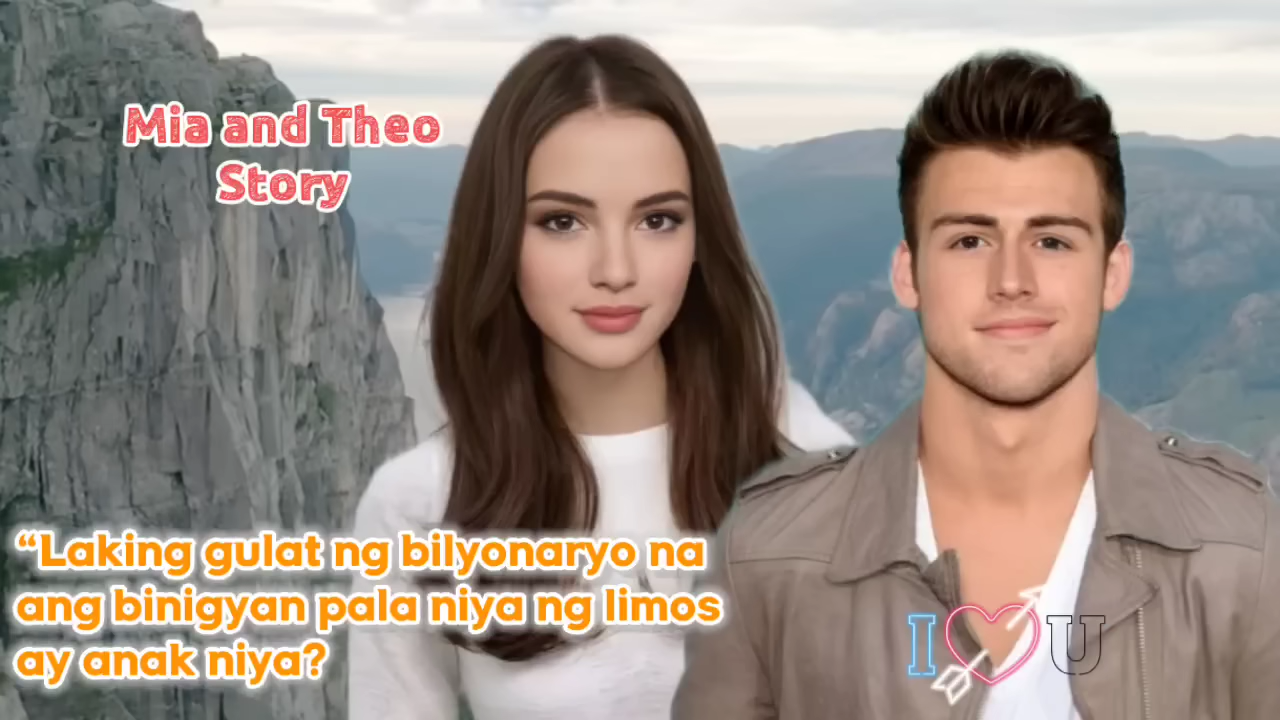 Mia and Theo
Story
“Laking gulat ng bilyonaryo na
ang binigyan pala niya ng limos
ay anak niya?
I U